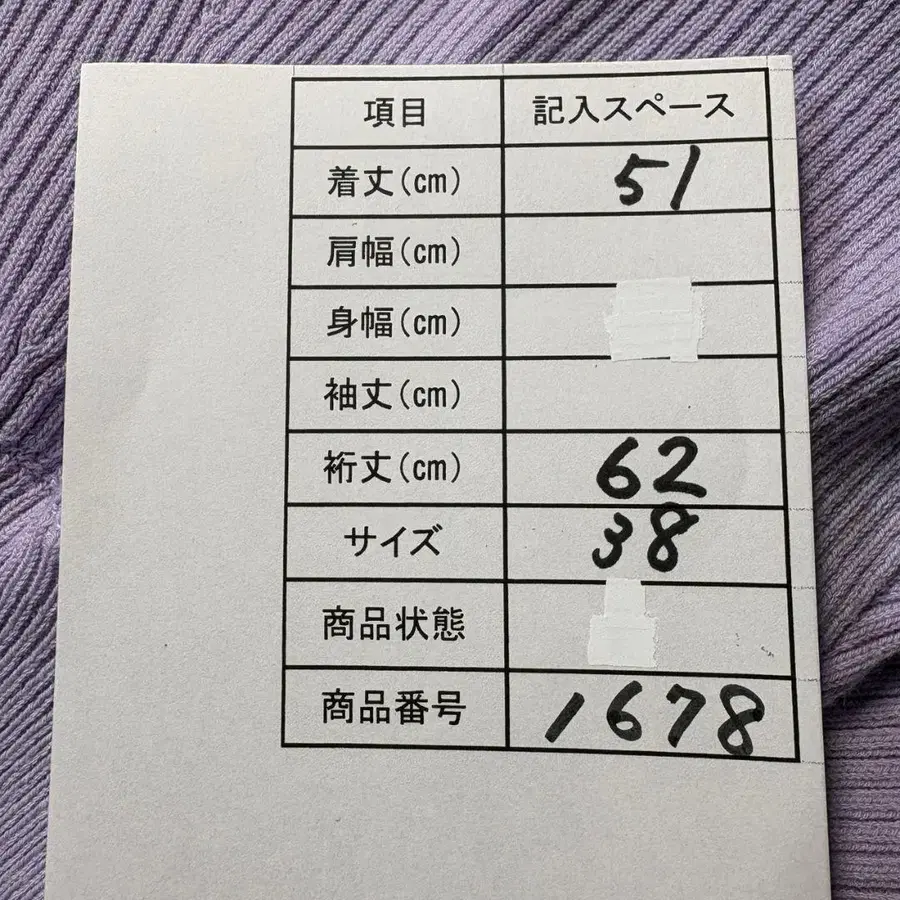 項目 記入スペース
着丈(㎝) 51
肩幅(㎝)
身幅(㎝)
袖丈(㎝)
裄丈(㎝) 62
サイズ 38
商品状態
商品番号 1678